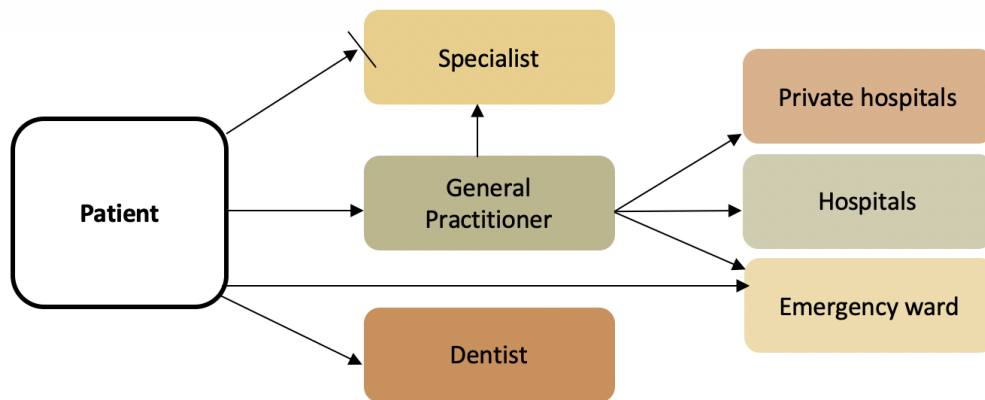 Specialist
Private hospitals
Patient
General
Practitioner
Hospitals
Emergency ward
Dentist